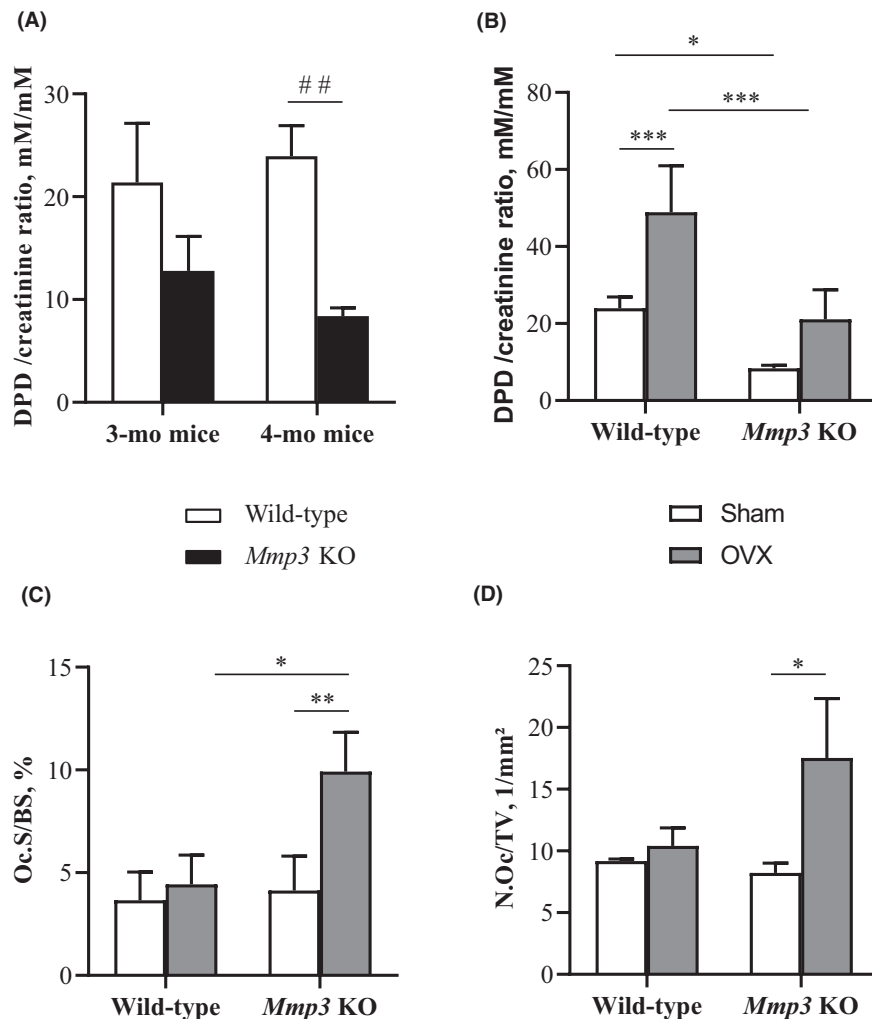 (A)
DPD /creatinine ratio, mM/mM
30
20
10
0
# #
3-mo mice
4-mo mice
Wild-type
Mmp3 KO
(B)
DPD /creatinine ratio, mM/mM
80
60
40
20
0
*
***
***
Wild-type
Mmp3 KO
Sham
OVX
(C)
Oc.S/BS, %
15
10
5
0
*
**
Wild-type
Mmp3 KO
(D)
N.Oc/TV, 1/mm²
25
20
15
10
5
0
*
Wild-type
Mmp3 KO